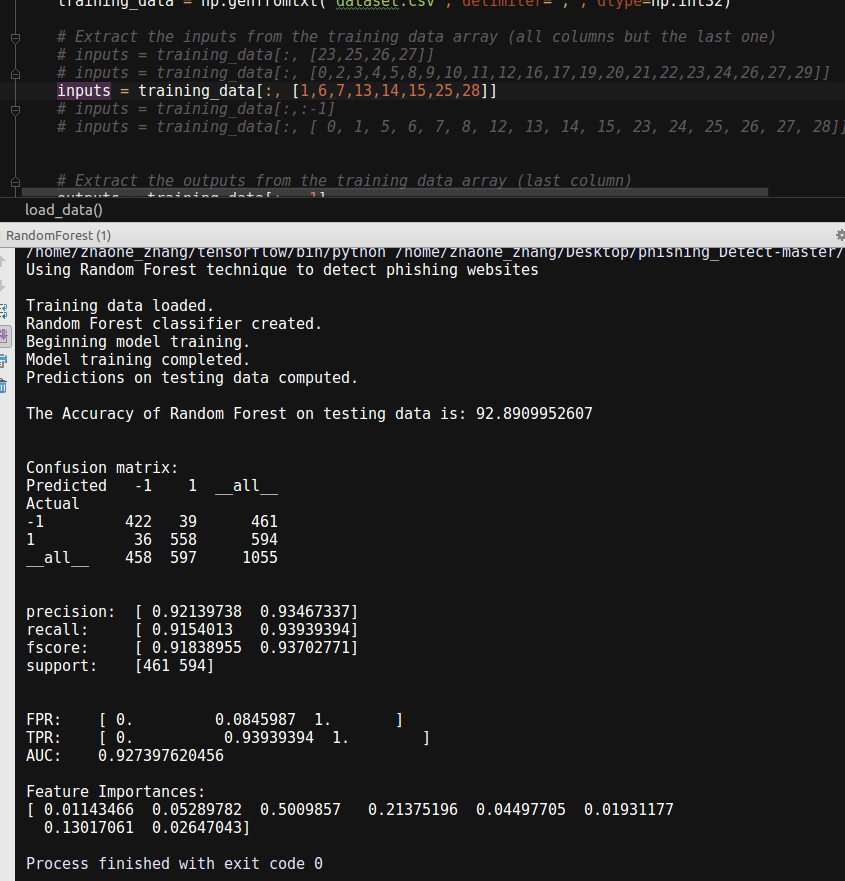 training_data = np.genfromtxt('dataset.csv', delimiter=',', dtype=np.int32)
# Extract the inputs from the training data array (all columns but the last one)
# inputs = training_data[:, [23,25,26,27]]
# inputs = training_data[:, [0,2,3,4,5,8,9,10,11,12,16,17,19,20,21,22,23,24,26,27,29]]
inputs = training_data[:, [1,6,7,13,14,15,25,28]]
# inputs = training_data[:,:-1]
# inputs = training_data[:, [ 0, 1, 5, 6, 7, 8, 12, 13, 14, 15, 23, 24, 25, 26, 27, 28]]
# Extract the outputs from the training data array (last column)
outputs = training_data[:, -1]
load_data()
RandomForest (1)
/home/zhaohe_zhang/tensorflow/bin/python /home/zhaohe_zhang/Desktop/phishing_Detect-master/
Using Random Forest technique to detect phishing websites
Training data loaded.
Random Forest classifier created.
Beginning model training.
Model training completed.
Predictions on testing data computed.
The Accuracy of Random Forest on testing data is: 92.8909952607
Confusion matrix:
Predicted   -1    1  __all__
Actual
-1         422   39      461
1           36  558      594
__all__    458  597     1055
precision:  [ 0.92139738  0.93467337]
recall:     [ 0.9154013   0.93939394]
fscore:     [ 0.91838955  0.93702771]
support:    [461 594]
FPR:    [ 0.         0.0845987  1.       ]
TPR:    [ 0.          0.93939394  1.        ]
AUC:    0.927397620456
Feature Importances:
[ 0.01143466  0.05289782  0.5009857   0.21375196  0.04497705  0.01931177
  0.13017061  0.02647043]
Process finished with exit code 0